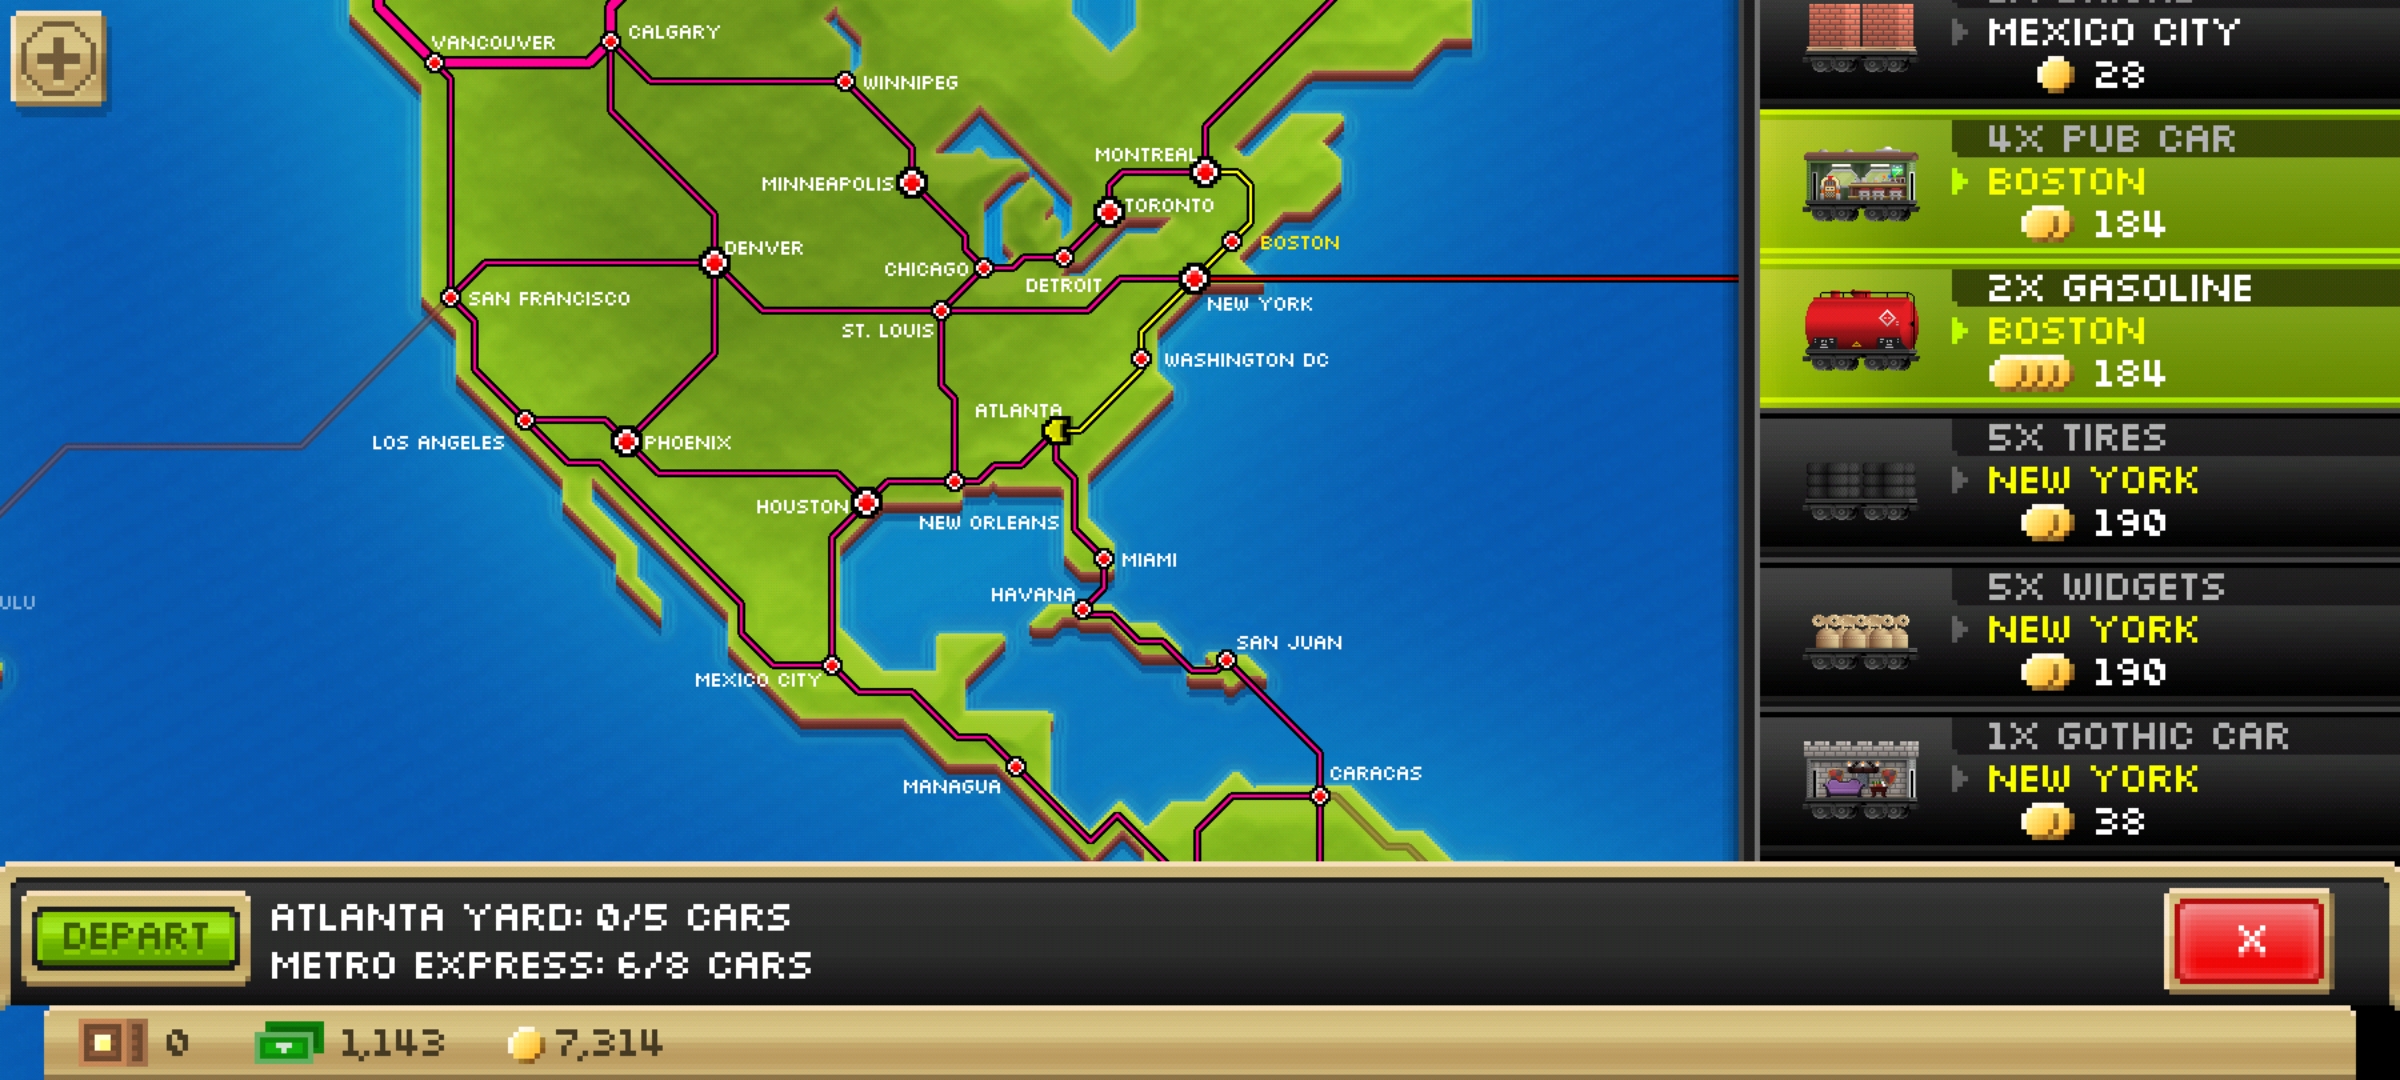 VANCOUVER
CALGARY
WINNIPEG
MONTREAL
MINNEAPOLIS
TORONTO
DENVER
BOSTON
CHICAGO
DETROIT
SAN FRANCISCO
NEW YORK
ST. LOUIS
WASHINGTON DC
ATLANTA
LOS ANGELES
PHOENIX
HOUSTON
NEW ORLEANS
MIAMI
HAVANA
ULU
SAN JUAN
MEXICO CITY
MANAGUA
CARACAS
MEXICO CITY
28
4X PUB CAR
BOSTON
184
2X GASOLINE
BOSTON
184
5X TIRES
NEW YORK
190
5X WIDGETS
NEW YORK
190
1X GOTHIC CAR
NEW YORK
38
DEPART
ATLANTA YARD: 0/5 CARS
METRO EXPRESS: 6/8 CARS
X
0
1,143
7,314